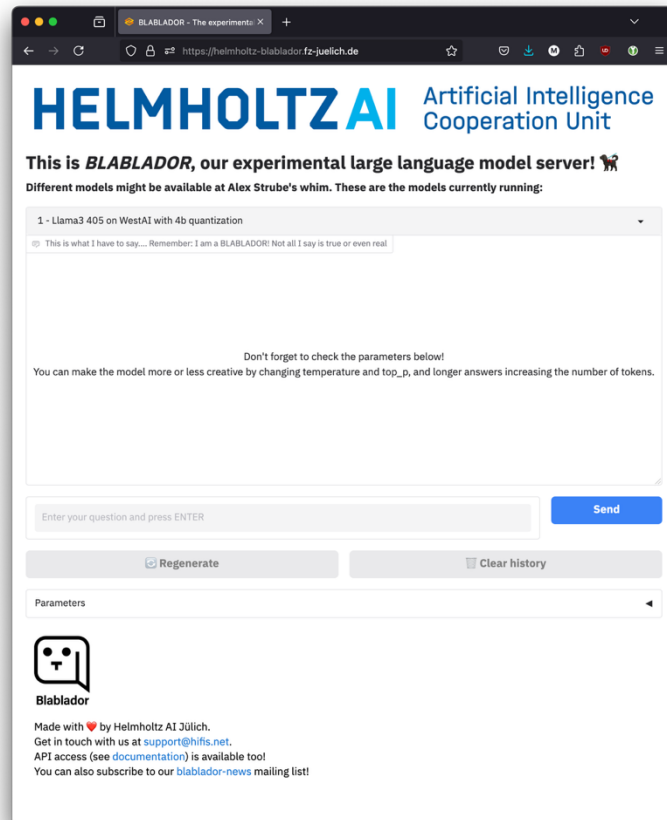 BLABLADOR - The experimenta
https://helmholtz-blablador.fz-juelich.de
HELMHOLTZ AI
Artificial Intelligence
Cooperation Unit
This is BLABLADOR, our experimental large language model server! 🐕‍🦺
Different models might be available at Alex Strube's whim. These are the models currently running:
1 - Llama3 405 on WestAI with 4b quantization
This is what I have to say.... Remember: I am a BLABLADOR! Not all I say is true or even real
Don't forget to check the parameters below!
You can make the model more or less creative by changing temperature and top_p, and longer answers increasing the number of tokens.
Enter your question and press ENTER
Send
Regenerate
Clear history
Parameters
Blablador
Made with ❤️ by Helmholtz AI Jülich.
Get in touch with us at support@hifis.net.
API access (see documentation) is available too!
You can also subscribe to our blablador-news mailing list!